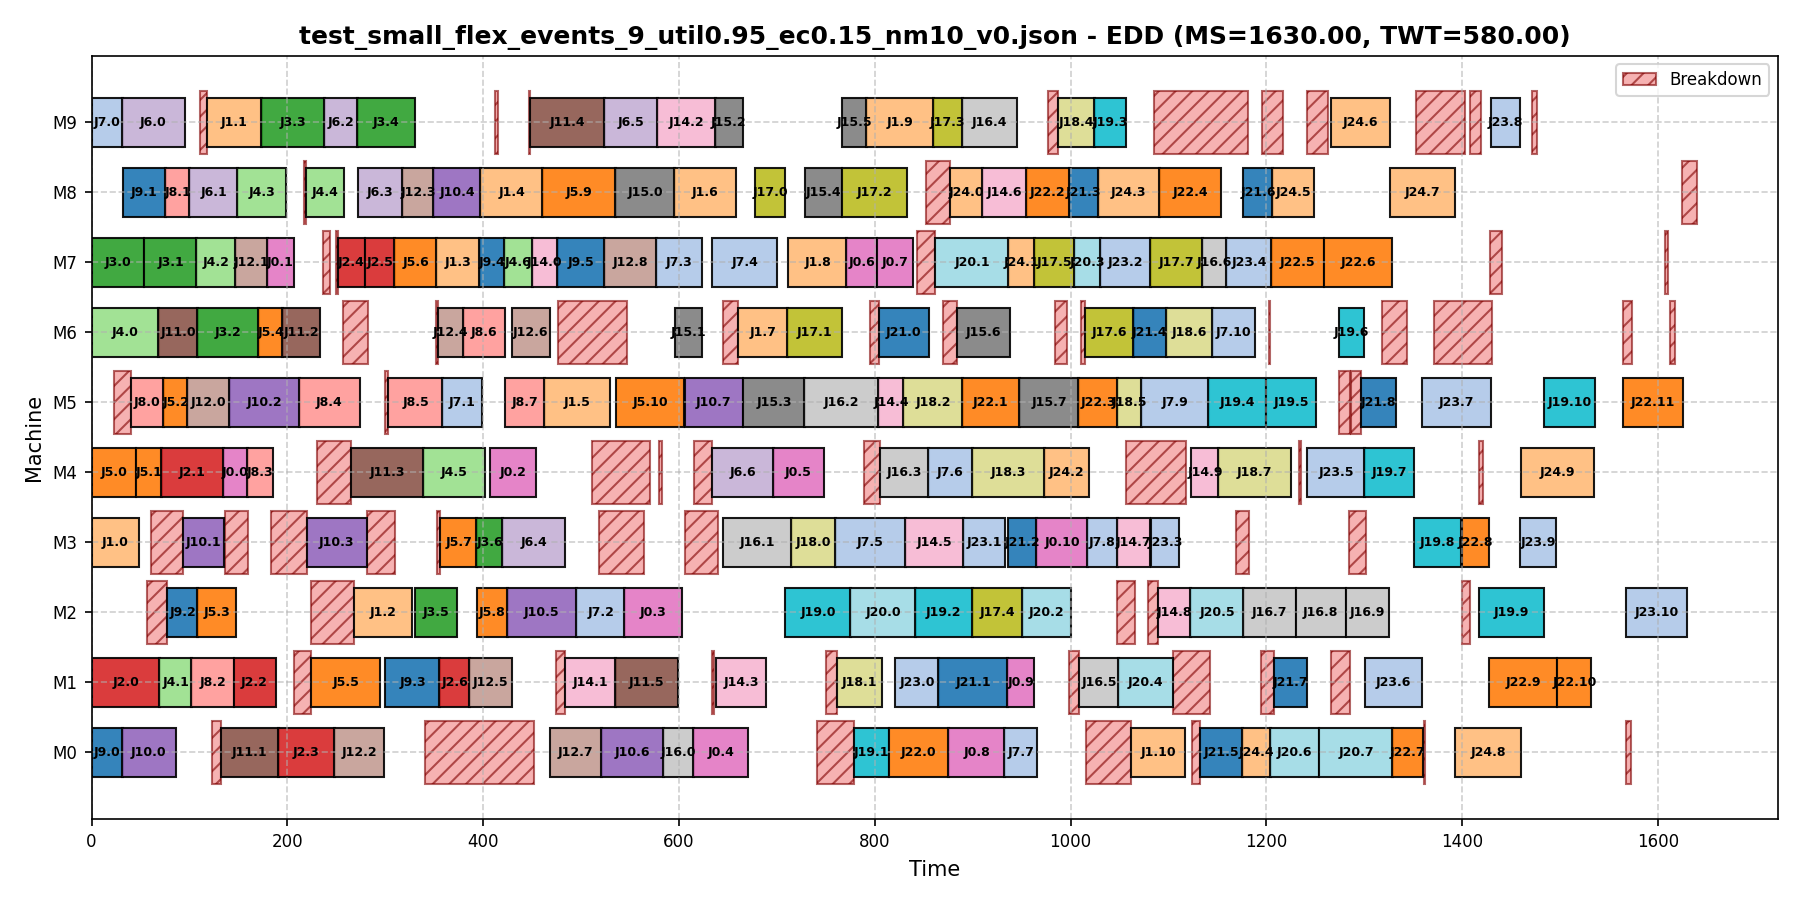 test_small_flex_events_9_util0.95_ec0.15_nm10_v0.json - EDD (MS=1630.00, TWT=580.00)
Breakdown
M9 J7.0 J6.0 J1.1 J3.3 J6.2 J3.4 J11.4 J6.5 J14.2 J15.2 J15.5 J1.9 J17.3 J16.4 J18.4 J19.3 J24.6 J23.8
M8 J9.1 J8.1 J6.1 J4.3 J4.4 J6.3 J12.3 J10.4 J1.4 J5.9 J15.0 J1.6 J17.0 J15.4 J17.2 J24.0 J14.6 J22.2 J21.3 J24.3 J22.4 J21.6 J24.5 J24.7
M7 J3.0 J3.1 J4.2 J12.1 J0.1 J2.4 J2.5 J5.6 J1.3 J9.4 J4.6 J14.0 J9.5 J12.8 J7.3 J7.4 J1.8 J0.6 J0.7 J20.1 J24.1 J17.5 J20.3 J23.2 J17.7 J16.6 J23.4 J22.5 J22.6
M6 J4.0 J11.0 J3.2 J5.4 J11.2 J12.4 J8.6 J12.6 J15.1 J1.7 J17.1 J21.0 J15.6 J17.6 J21.4 J18.6 J7.10 J19.6
M5 J8.0 J5.2 J12.0 J10.2 J8.4 J8.5 J7.1 J8.7 J1.5 J5.10 J10.7 J15.3 J16.2 J14.4 J18.2 J22.1 J15.7 J22.3 J18.5 J7.9 J19.4 J19.5 J21.8 J23.7 J19.10 J22.11
M4 J5.0 J5.1 J2.1 J0.0 J8.3 J11.3 J4.5 J0.2 J6.6 J0.5 J16.3 J7.6 J18.3 J24.2 J14.9 J18.7 J23.5 J19.7 J24.9
M3 J1.0 J10.1 J10.3 J5.7 J3.6 J6.4 J16.1 J18.0 J7.5 J14.5 J23.1 J21.2 J0.10 J7.8 J14.7 J23.3 J19.8 J22.8 J23.9
M2 J9.2 J5.3 J1.2 J3.5 J5.8 J10.5 J7.2 J0.3 J19.0 J20.0 J19.2 J17.4 J20.2 J14.8 J20.5 J16.7 J16.8 J16.9 J19.9 J23.10
M1 J2.0 J4.1 J8.2 J2.2 J5.5 J9.3 J2.6 J12.5 J14.1 J11.5 J14.3 J18.1 J23.0 J21.1 J0.9 J16.5 J20.4 J21.7 J23.6 J22.9 J22.10
M0 J9.0 J10.0 J11.1 J2.3 J12.2 J12.7 J10.6 J16.0 J0.4 J19.1 J22.0 J0.8 J7.7 J1.10 J21.5 J24.4 J20.6 J20.7 J22.7 J24.8
0 200 400 600 800 1000 1200 1400 1600
Time
Machine